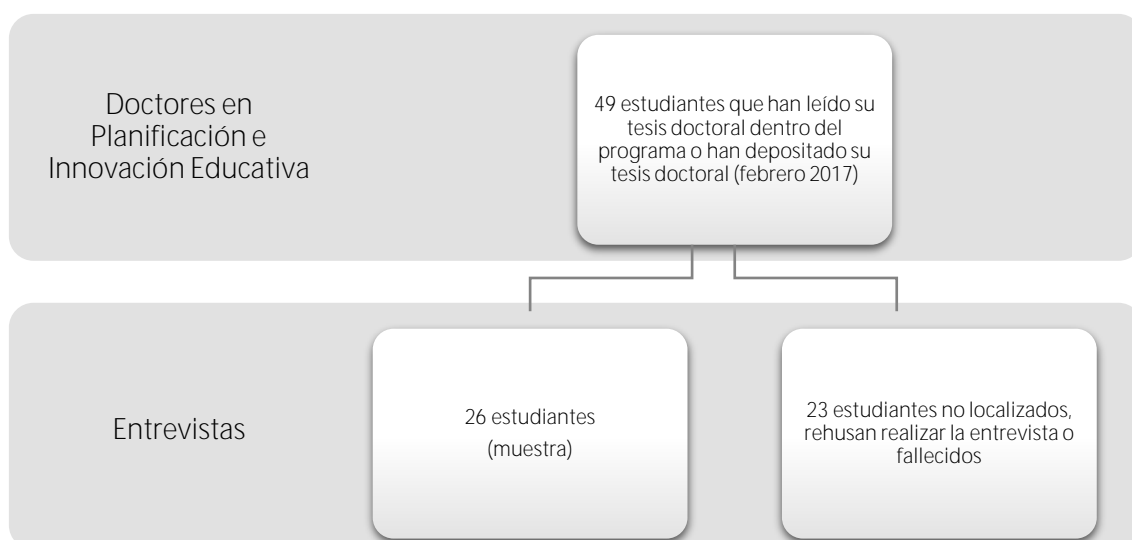 Doctores en
Planificación e
Innovación Educativa
49 estudiantes que han leído su
tesis doctoral dentro del
programa o han depositado su
tesis doctoral (febrero 2017)
Entrevistas
26 estudiantes
(muestra)
23 estudiantes no localizados,
rehusan realizar la entrevista o
fallecidos